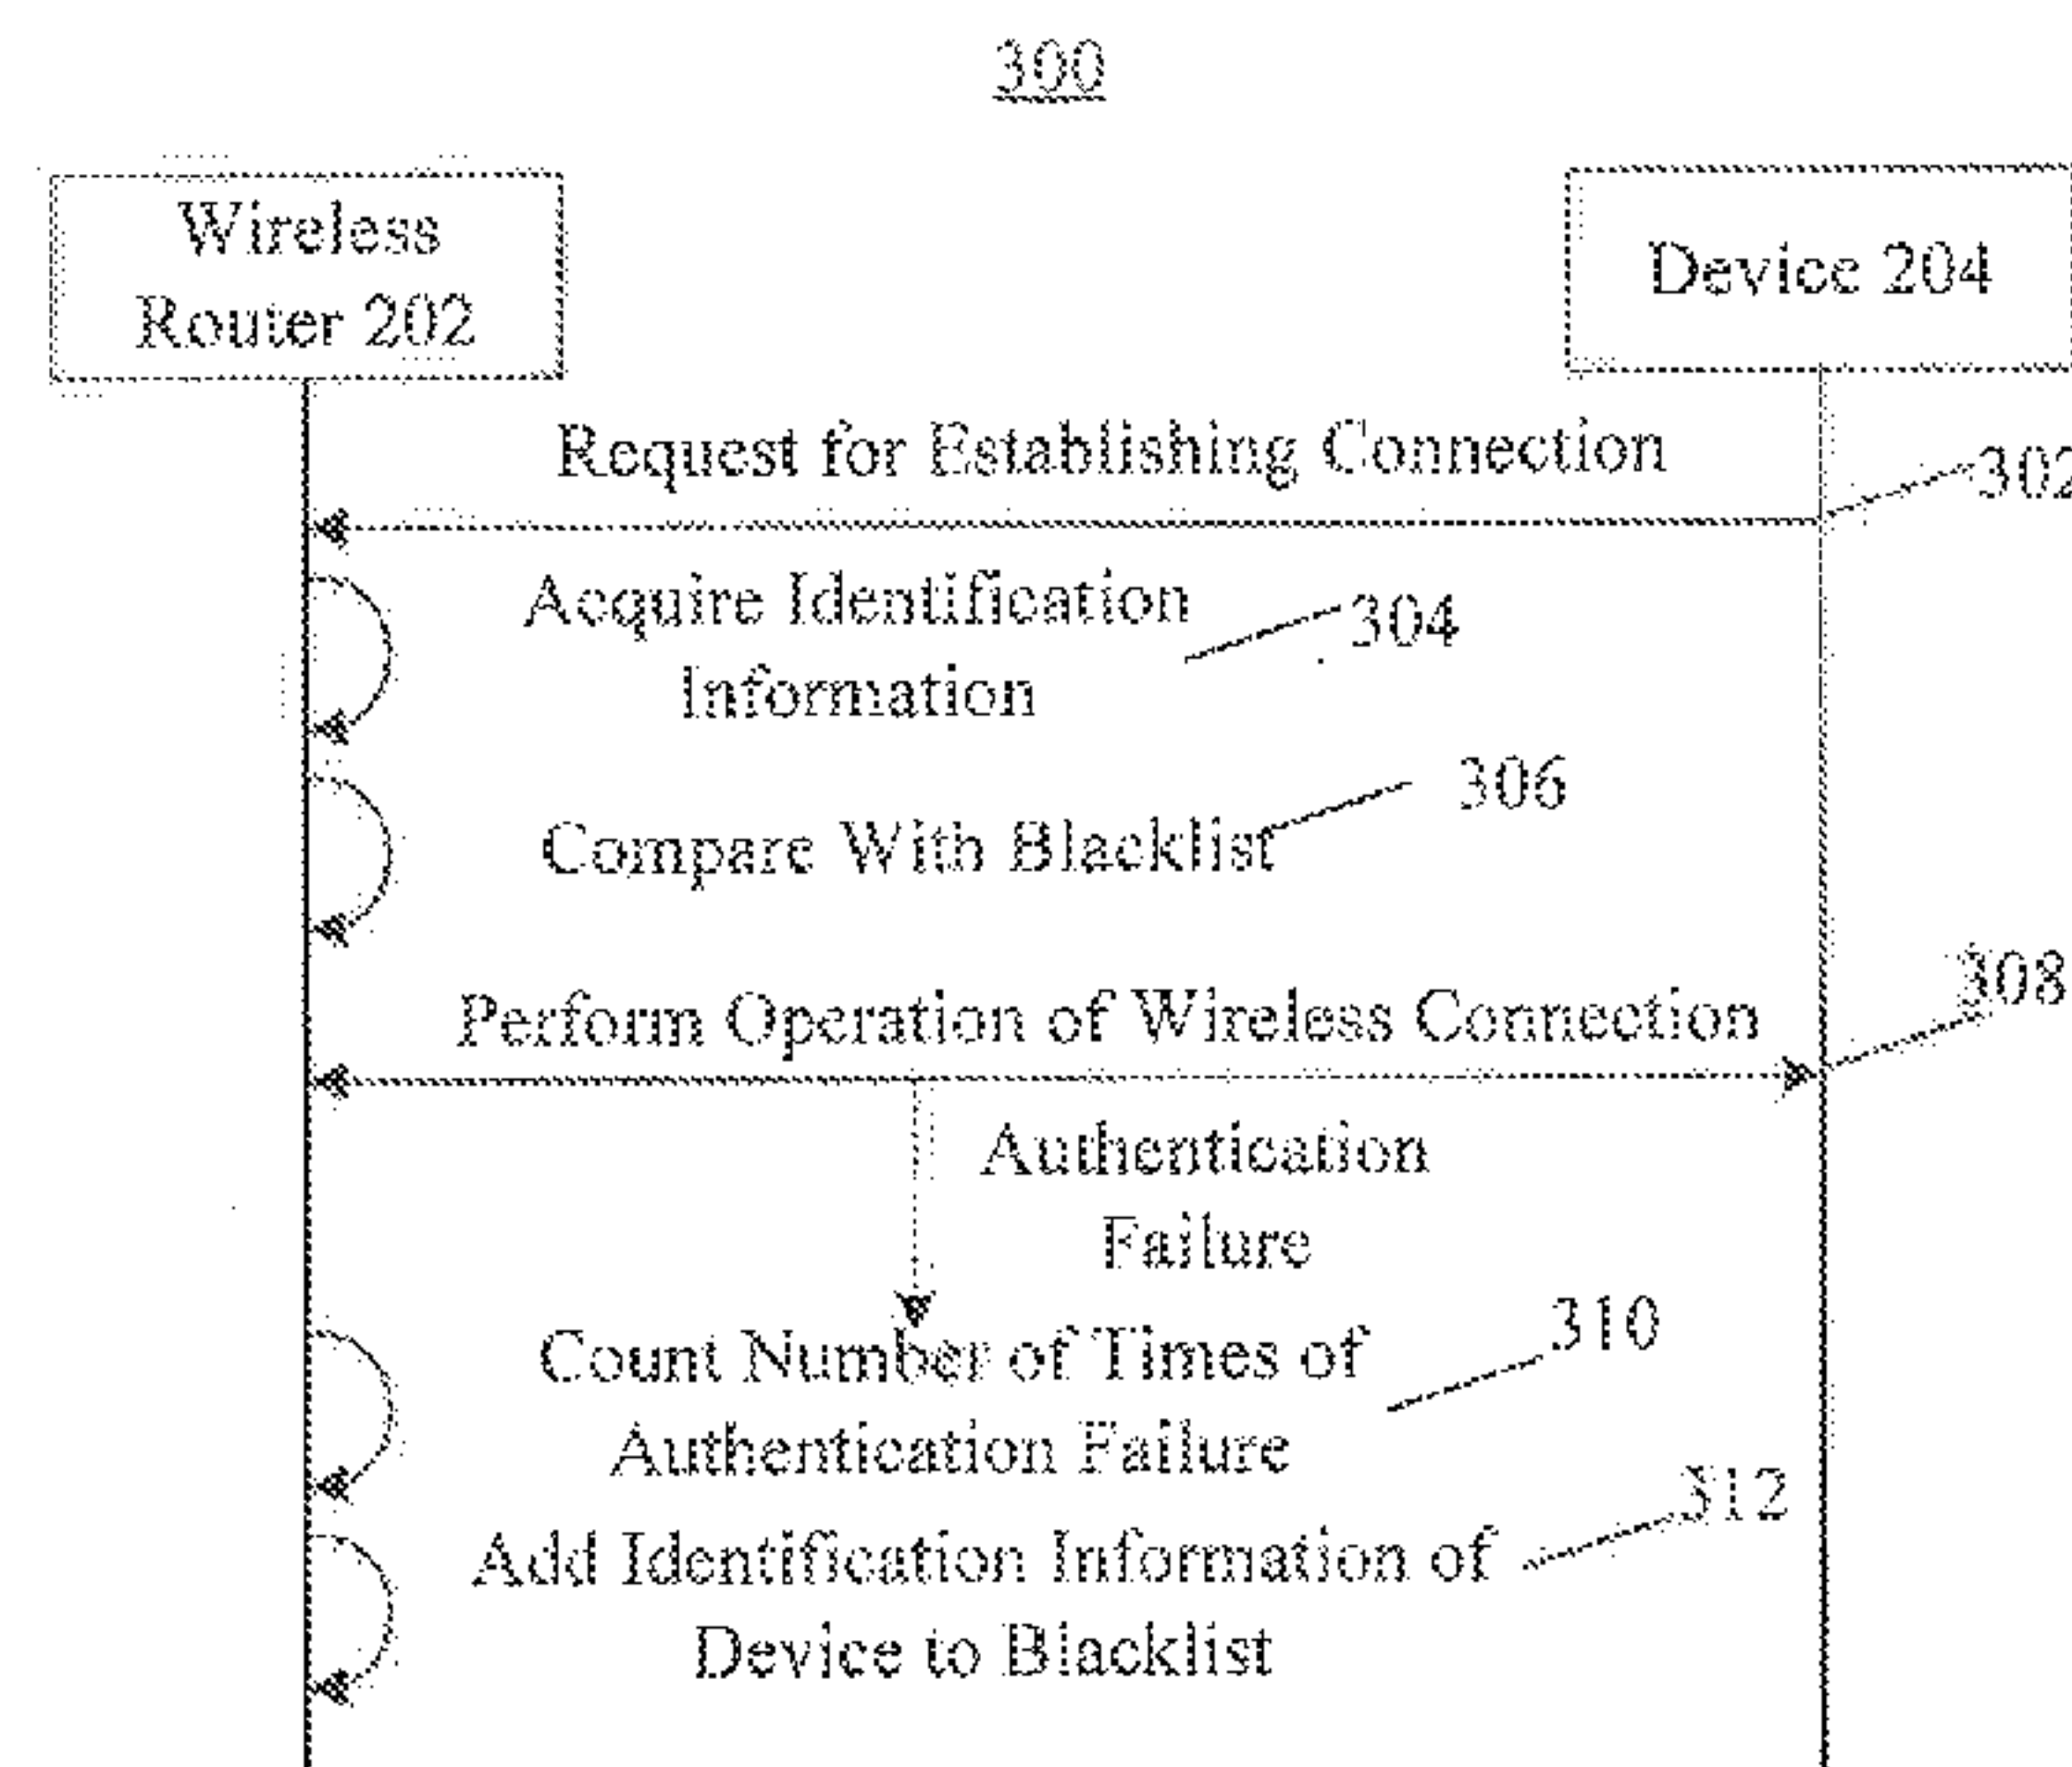 300
Wireless
Router 202
Device 204
Request for Establishing Connection
302
Acquire Identification
Information
304
306
Compare With Blacklist
308
Perform Operation of Wireless Connection
Authentication
Failure
Count Number of Times of
Authentication Failure
310
312
Add Identification Information of
Device to Blacklist